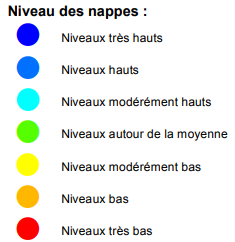 Niveau des nappes :
Niveaux très hauts
Niveaux hauts
Niveaux modérément hauts
Niveaux autour de la moyenne
Niveaux modérément bas
Niveaux bas
Niveaux très bas